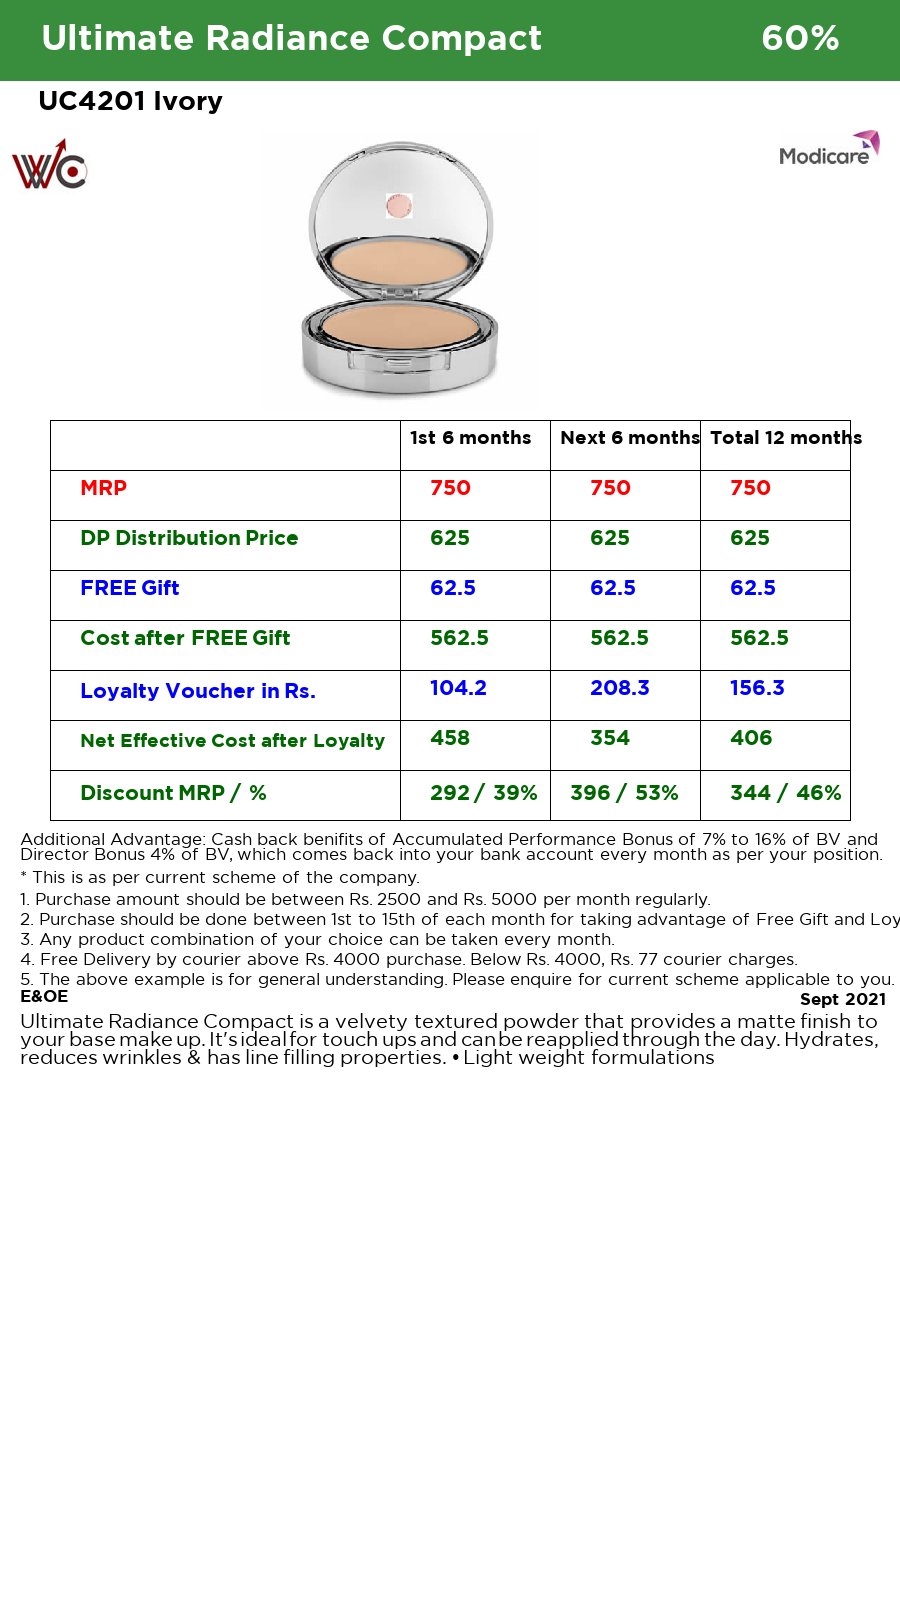 Ultimate Radiance Compact 60%
UC4201 Ivory
WC
Modicare
1st 6 months Next 6 months Total 12 months
MRP 750 750 750
DP Distribution Price 625 625 625
FREE Gift 62.5 62.5 62.5
Cost after FREE Gift 562.5 562.5 562.5
Loyalty Voucher in Rs. 104.2 208.3 156.3
Net Effective Cost after Loyalty 458 354 406
Discount MRP / % 292 / 39% 396 / 53% 344 / 46%
Additional Advantage: Cash back benifits of Accumulated Performance Bonus of 7% to 16% of BV and
Director Bonus 4% of BV, which comes back into your bank account every month as per your position.
* This is as per current scheme of the company.
1. Purchase amount should be between Rs. 2500 and Rs. 5000 per month regularly.
2. Purchase should be done between 1st to 15th of each month for taking advantage of Free Gift and Loy
3. Any product combination of your choice can be taken every month.
4. Free Delivery by courier above Rs. 4000 purchase. Below Rs. 4000, Rs. 77 courier charges.
5. The above example is for general understanding. Please enquire for current scheme applicable to you.
E&OE Sept 2021
Ultimate Radiance Compact is a velvety textured powder that provides a matte finish to
your base make up. It's ideal for touch ups and can be reapplied through the day. Hydrates,
reduces wrinkles & has line filling properties. • Light weight formulations